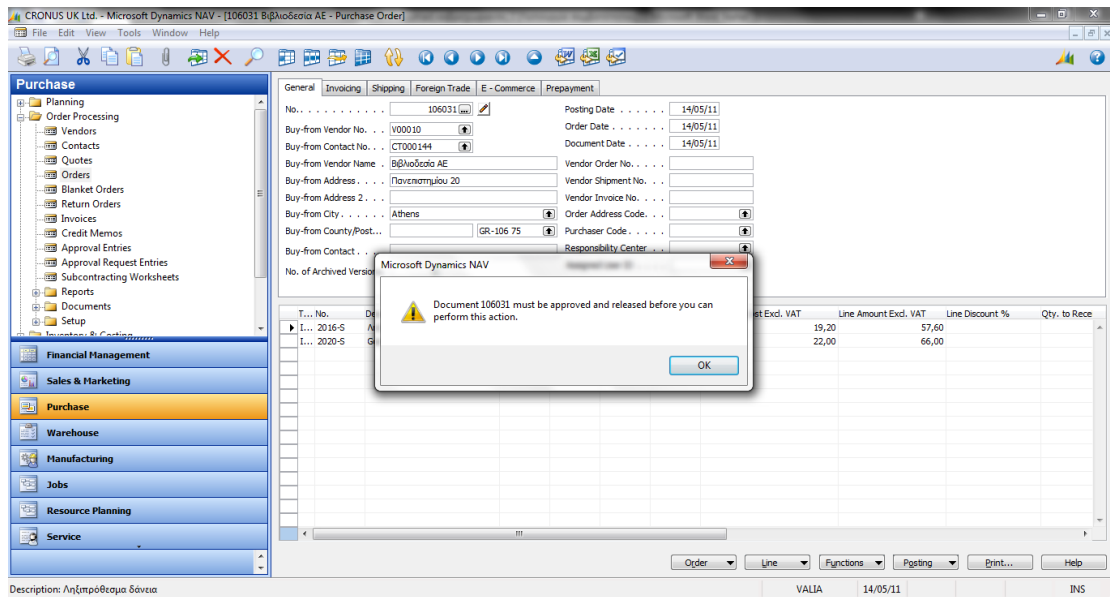 CRONUS UK Ltd. - Microsoft Dynamics NAV - [106031 Βιβλιοδεσία ΑΕ - Purchase Order]
File Edit View Tools Window Help
Purchase
Planning
Order Processing
Vendors
Contacts
Quotes
Orders
Blanket Orders
Return Orders
Invoices
Credit Memos
Approval Entries
Approval Request Entries
Subcontracting Worksheets
Reports
Documents
Setup
Inventory & Costing
Financial Management
Sales & Marketing
Purchase
Warehouse
Manufacturing
Jobs
Resource Planning
Service
General Invoicing Shipping Foreign Trade E - Commerce Prepayment
No. . . . . . . . . . . . 106031 Posting Date . . . . . . 14/05/11
Buy-from Vendor No. . . V00010 Order Date . . . . . . . 14/05/11
Buy-from Contact No. . . CT000144 Document Date . . . . . 14/05/11
Buy-from Vendor Name . Βιβλιοδεσία ΑΕ Vendor Order No. . . . .
Buy-from Address . . . . Πανεπιστημίου 20 Vendor Shipment No. . .
Buy-from Address 2 . . . Vendor Invoice No. . . .
Buy-from City . . . . . . Athens Order Address Code. . .
Buy-from County/Post... GR-106 75 Purchaser Code . . . . .
Buy-from Contact . . Responsibility Center . .
No. of Archived Version Assigned User ID
Microsoft Dynamics NAV
Document 106031 must be approved and released before you can
perform this action.
OK
T... No. De st Excl. VAT Line Amount Excl. VAT Line Discount % Qty. to Rece
I... 2016-S 19,20 57,60
I... 2020-S 22,00 66,00
Order Line Functions Posting Print... Help
Description: Ληξιπρόθεσμα δάνεια VALIA 14/05/11 INS